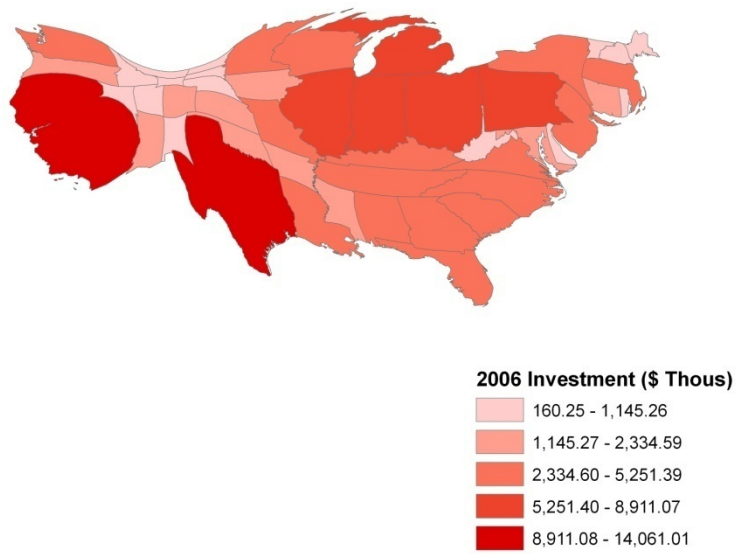 2006 Investment ($ Thous)
160.25 - 1,145.26
1,145.27 - 2,334.59
2,334.60 - 5,251.39
5,251.40 - 8,911.07
8,911.08 - 14,061.01